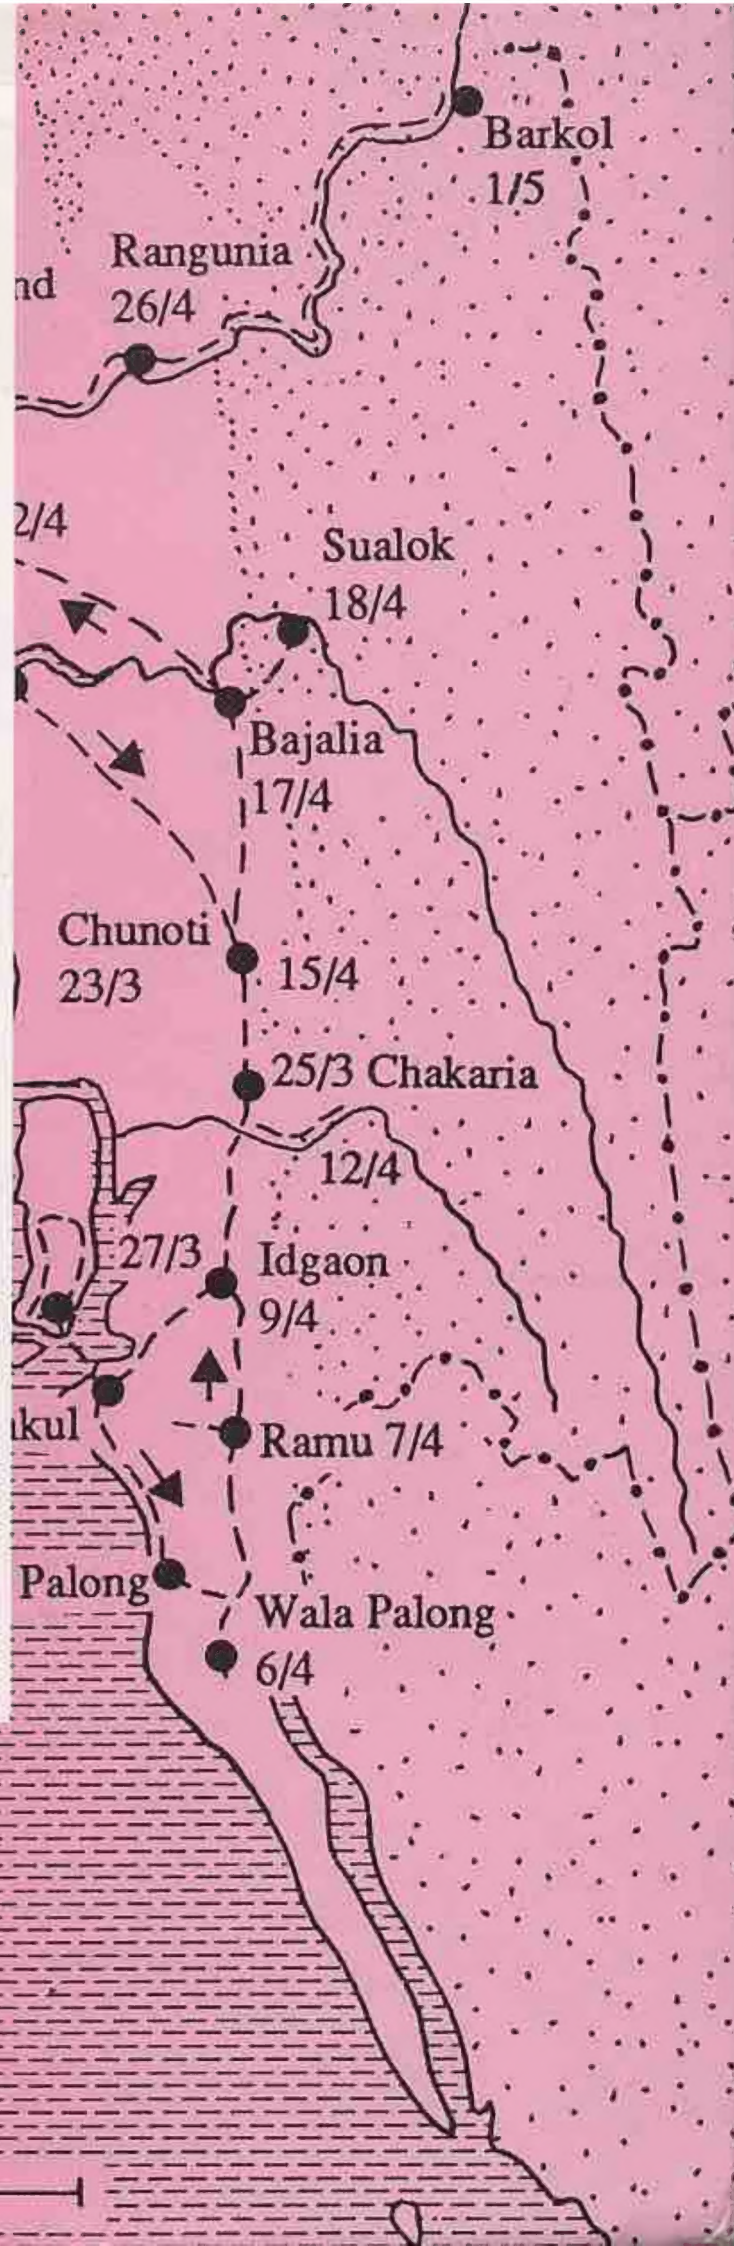 Barkol
1/5
Rangunia
26/4
nd
2/4
Sualok
18/4
Bajalia
17/4
Chunoti
23/3
15/4
25/3 Chakaria
12/4
27/3
Idgaon
9/4
kul
Ramu 7/4
Palong
Wala Palong
6/4